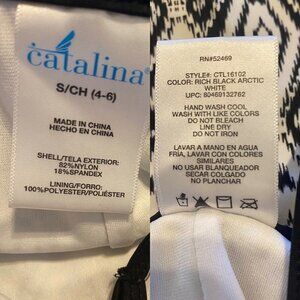 catalina
S/CH (4-6)
MADE IN CHINA
HECHO EN CHINA
SHELL/TELA EXTERIOR:
82%NYLON
18%SPANDEX
LINING/FORRO:
100%POLYESTER/POLIÉSTER
RN#52469
STYLE#: CTL16102
COLOR: RICH BLACK ARCTIC
WHITE
UPC: 80469132762
HAND WASH COOL
WASH WITH LIKE COLORS
DO NOT BLEACH
LINE DRY
DO NOT IRON
LAVAR A MANO EN AGUA
FRIA, LAVAR CON COLORES
SIMILARES
NO USAR BLANQUEADOR
SECAR COLGADO
NO PLANCHAR